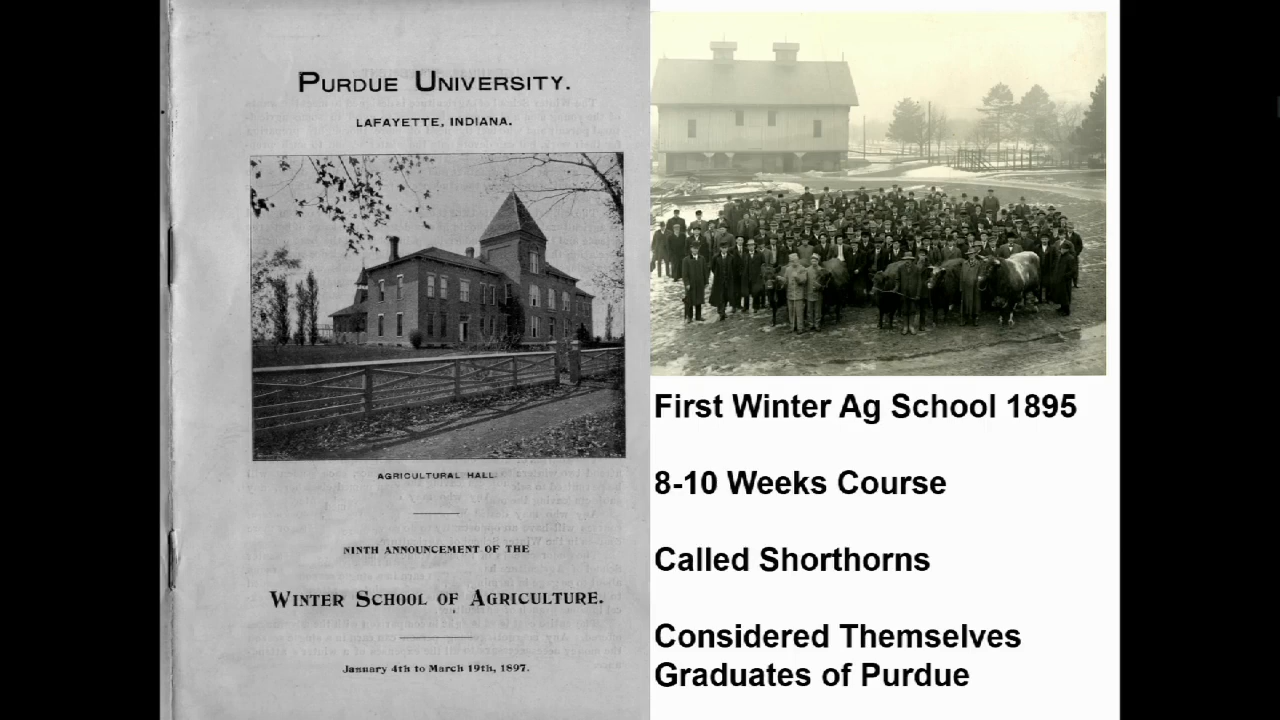 PURDUE UNIVERSITY.
LAFAYETTE, INDIANA.
AGRICULTURAL HALL
NINTH ANNOUNCEMENT OF THE
WINTER SCHOOL OF AGRICULTURE.
January 4th to March 19th, 1897.
First Winter Ag School 1895
8-10 Weeks Course
Called Shorthorns
Considered Themselves
Graduates of Purdue